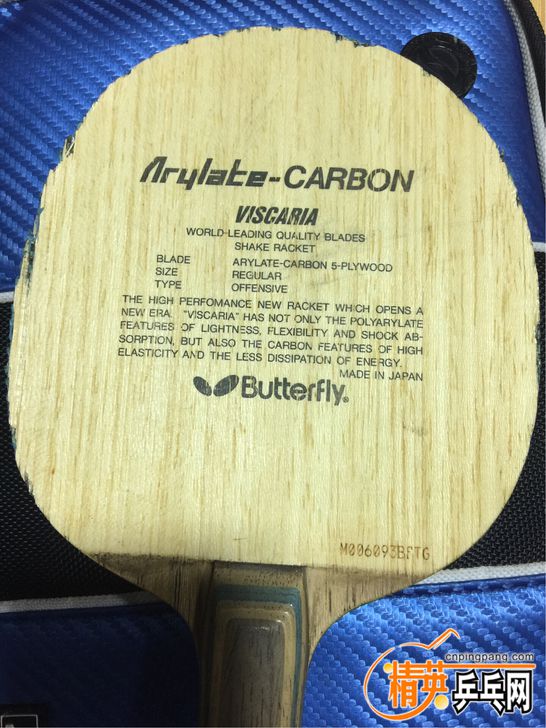 Arylate-CARBON
VISCARIA
WORLD-LEADING QUALITY BLADES
SHAKE RACKET
BLADE ARYLATE-CARBON 5-PLYWOOD
SIZE REGULAR
TYPE OFFENSIVE
THE HIGH PERFOMANCE NEW RACKET WHICH OPENS A
NEW ERA. "VISCARIA" HAS NOT ONLY THE POLYARYLATE
FEATURES OF LIGHTNESS, FLEXIBILITY AND SHOCK AB-
SORPTION, BUT ALSO THE CARBON FEATURES OF HIGH
ELASTICITY AND THE LESS DISSIPATION OF ENERGY.
MADE IN JAPAN
Butterfly®
M006093BFTG
cnpingpang.com
精英乒乓网